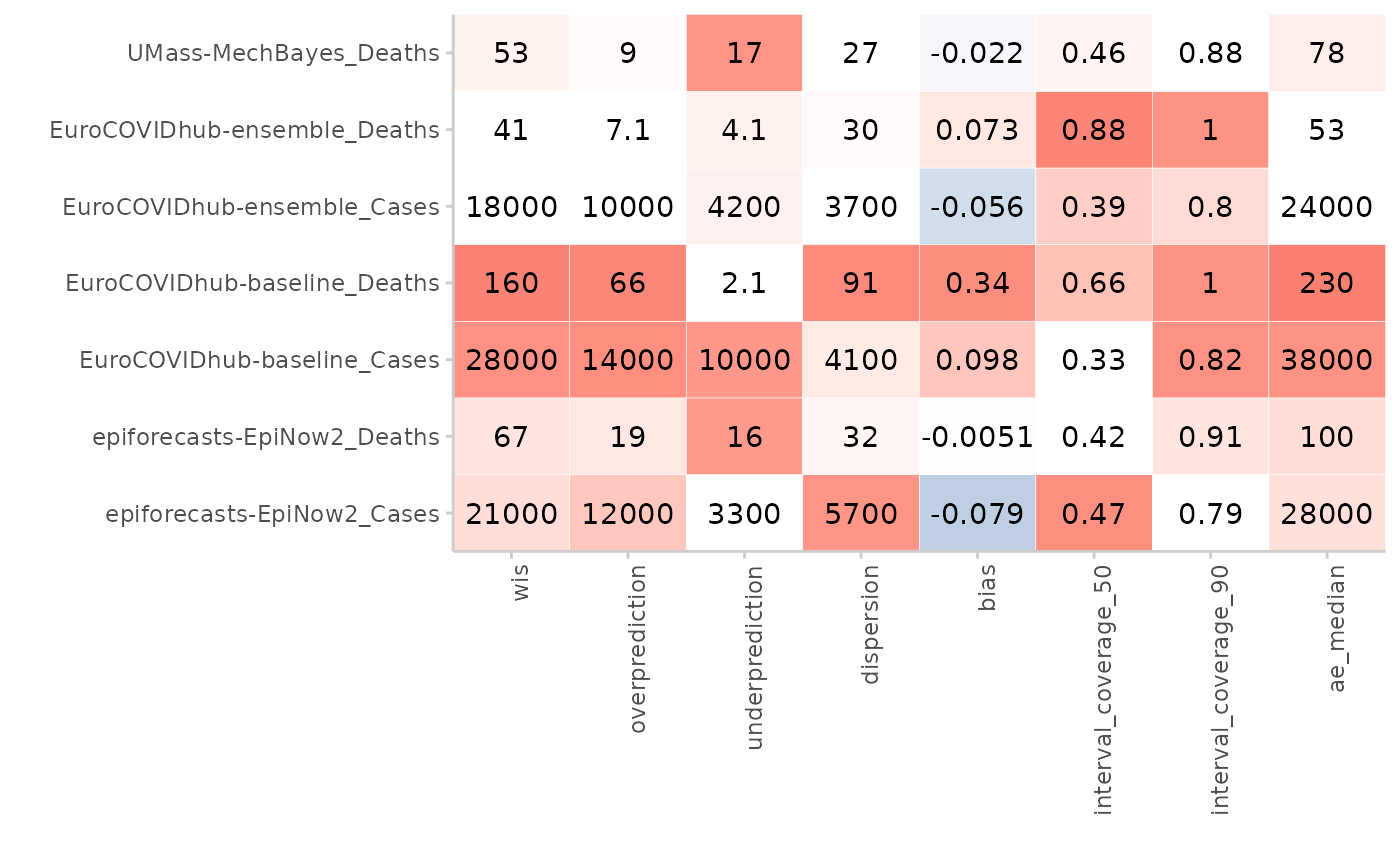 UMass-MechBayes_Deaths 53 9 17 27 -0.022 0.46 0.88 78
EuroCOVIDhub-ensemble_Deaths 41 7.1 4.1 30 0.073 0.88 1 53
EuroCOVIDhub-ensemble_Cases 18000 10000 4200 3700 -0.056 0.39 0.8 24000
EuroCOVIDhub-baseline_Deaths 160 66 2.1 91 0.34 0.66 1 230
EuroCOVIDhub-baseline_Cases 28000 14000 10000 4100 0.098 0.33 0.82 38000
epiforecasts-EpiNow2_Deaths 67 19 16 32 -0.0051 0.42 0.91 100
epiforecasts-EpiNow2_Cases 21000 12000 3300 5700 -0.079 0.47 0.79 28000
wis
overprediction
underprediction
dispersion
bias
interval_coverage_50
interval_coverage_90
ae_median